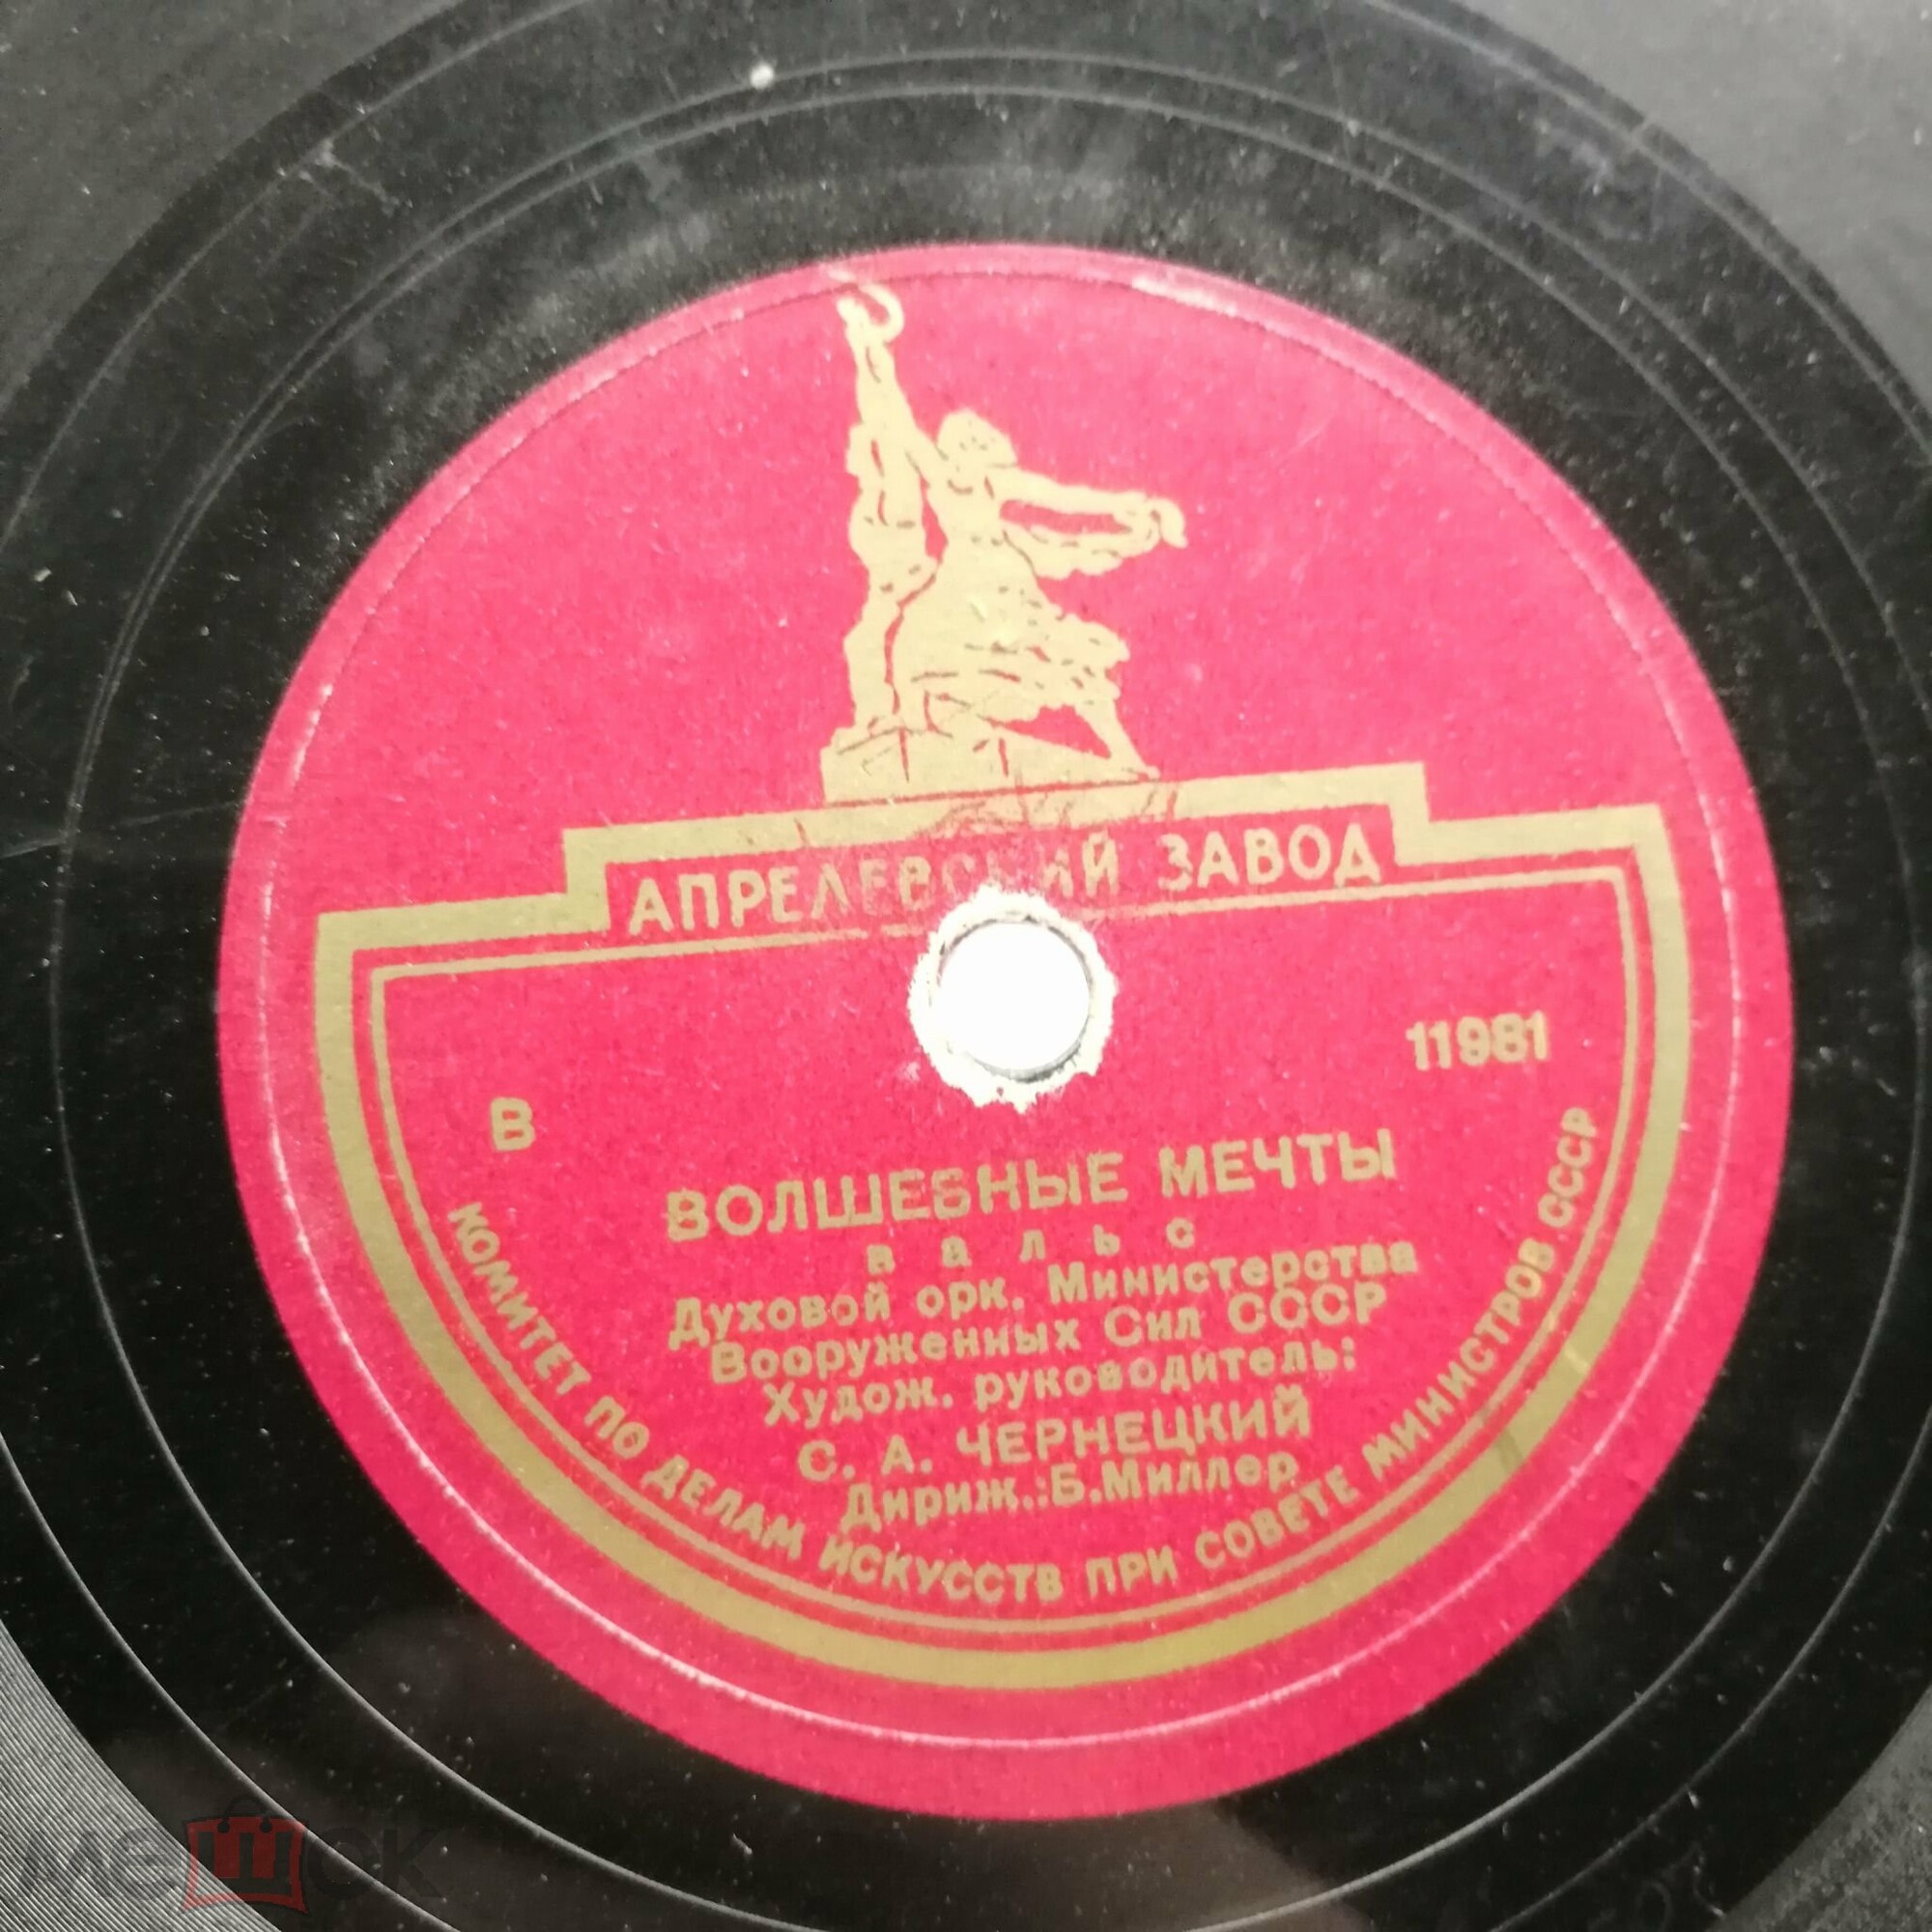 АПРЕЛЕВСКИЙ ЗАВОД
11981
В
ВОЛШЕБНЫЕ МЕЧТЫ
вальс
Духовой орк. Министерства
Вооруженных Сил СССР
Худож. руководитель:
С. А. ЧЕРНЕЦКИЙ
Дириж.: Б. Миллер
КОМИТЕТ ПО ДЕЛАМ ИСКУССТВ ПРИ СОВЕТЕ МИНИСТРОВ СССР
мешок